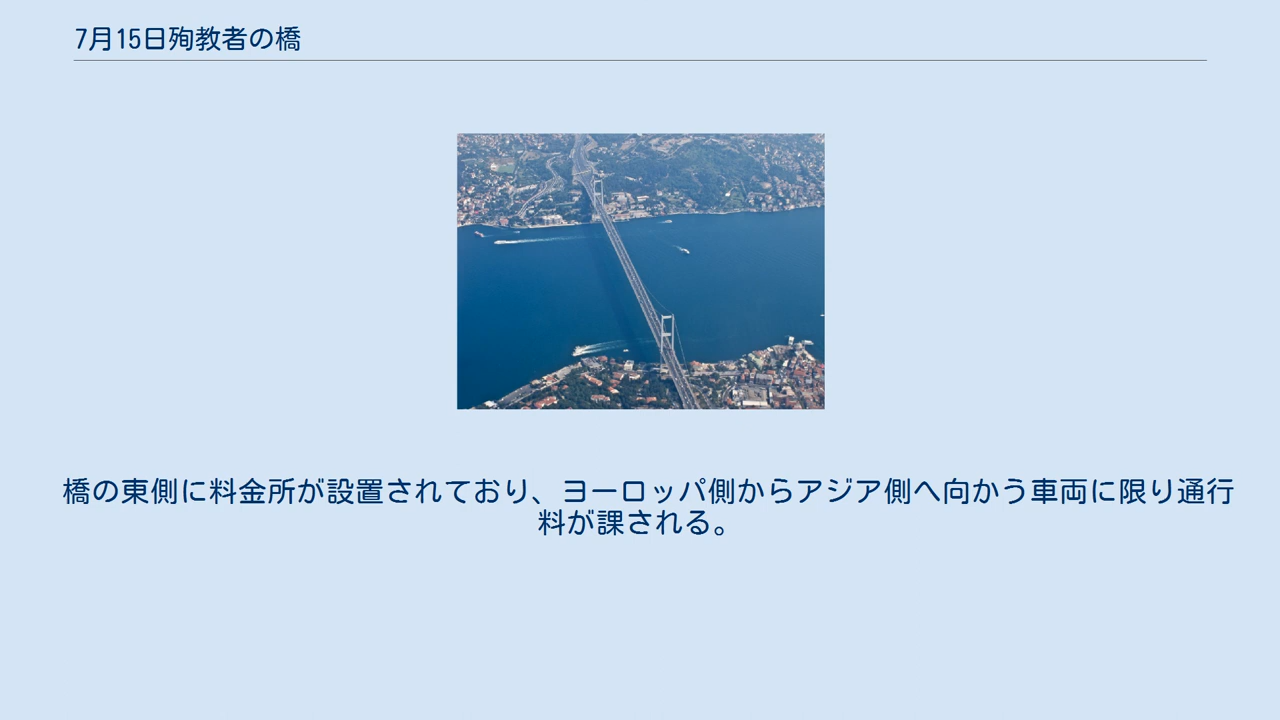 7月15日殉教者の橋
橋の東側に料金所が設置されており、ヨーロッパ側からアジア側へ向かう車両に限り通行
料が課される。